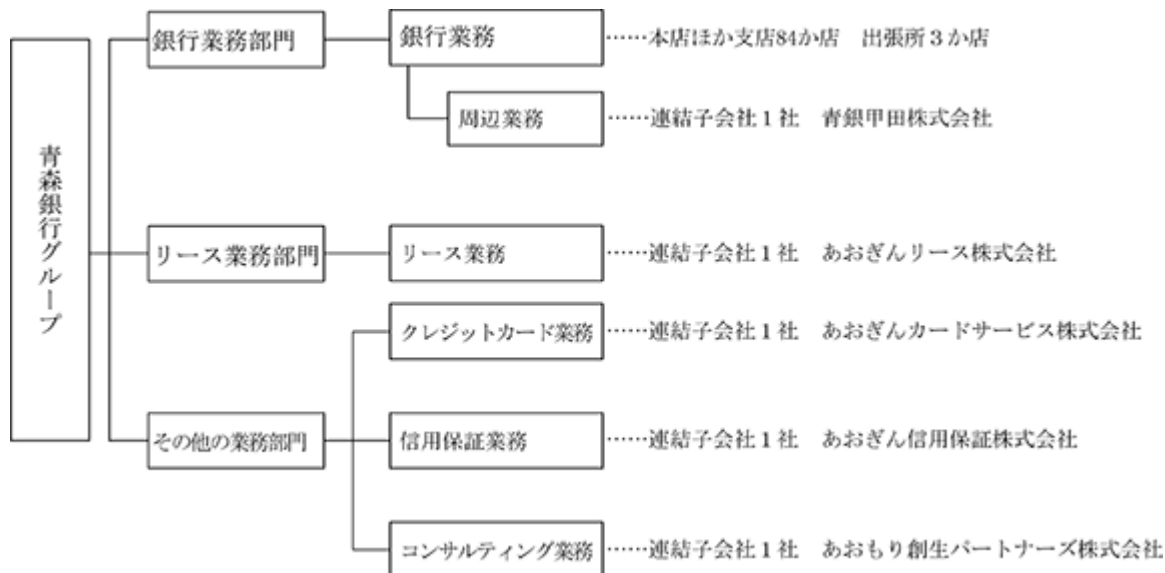 青森銀行グループ
銀行業務部門
銀行業務
……本店ほか支店84か店　出張所３か店
周辺業務
……連結子会社１社　青銀甲田株式会社
リース業務部門
リース業務
……連結子会社１社　あおぎんリース株式会社
その他の業務部門
クレジットカード業務
……連結子会社１社　あおぎんカードサービス株式会社
信用保証業務
……連結子会社１社　あおぎん信用保証株式会社
コンサルティング業務
……連結子会社１社　あおもり創生パートナーズ株式会社